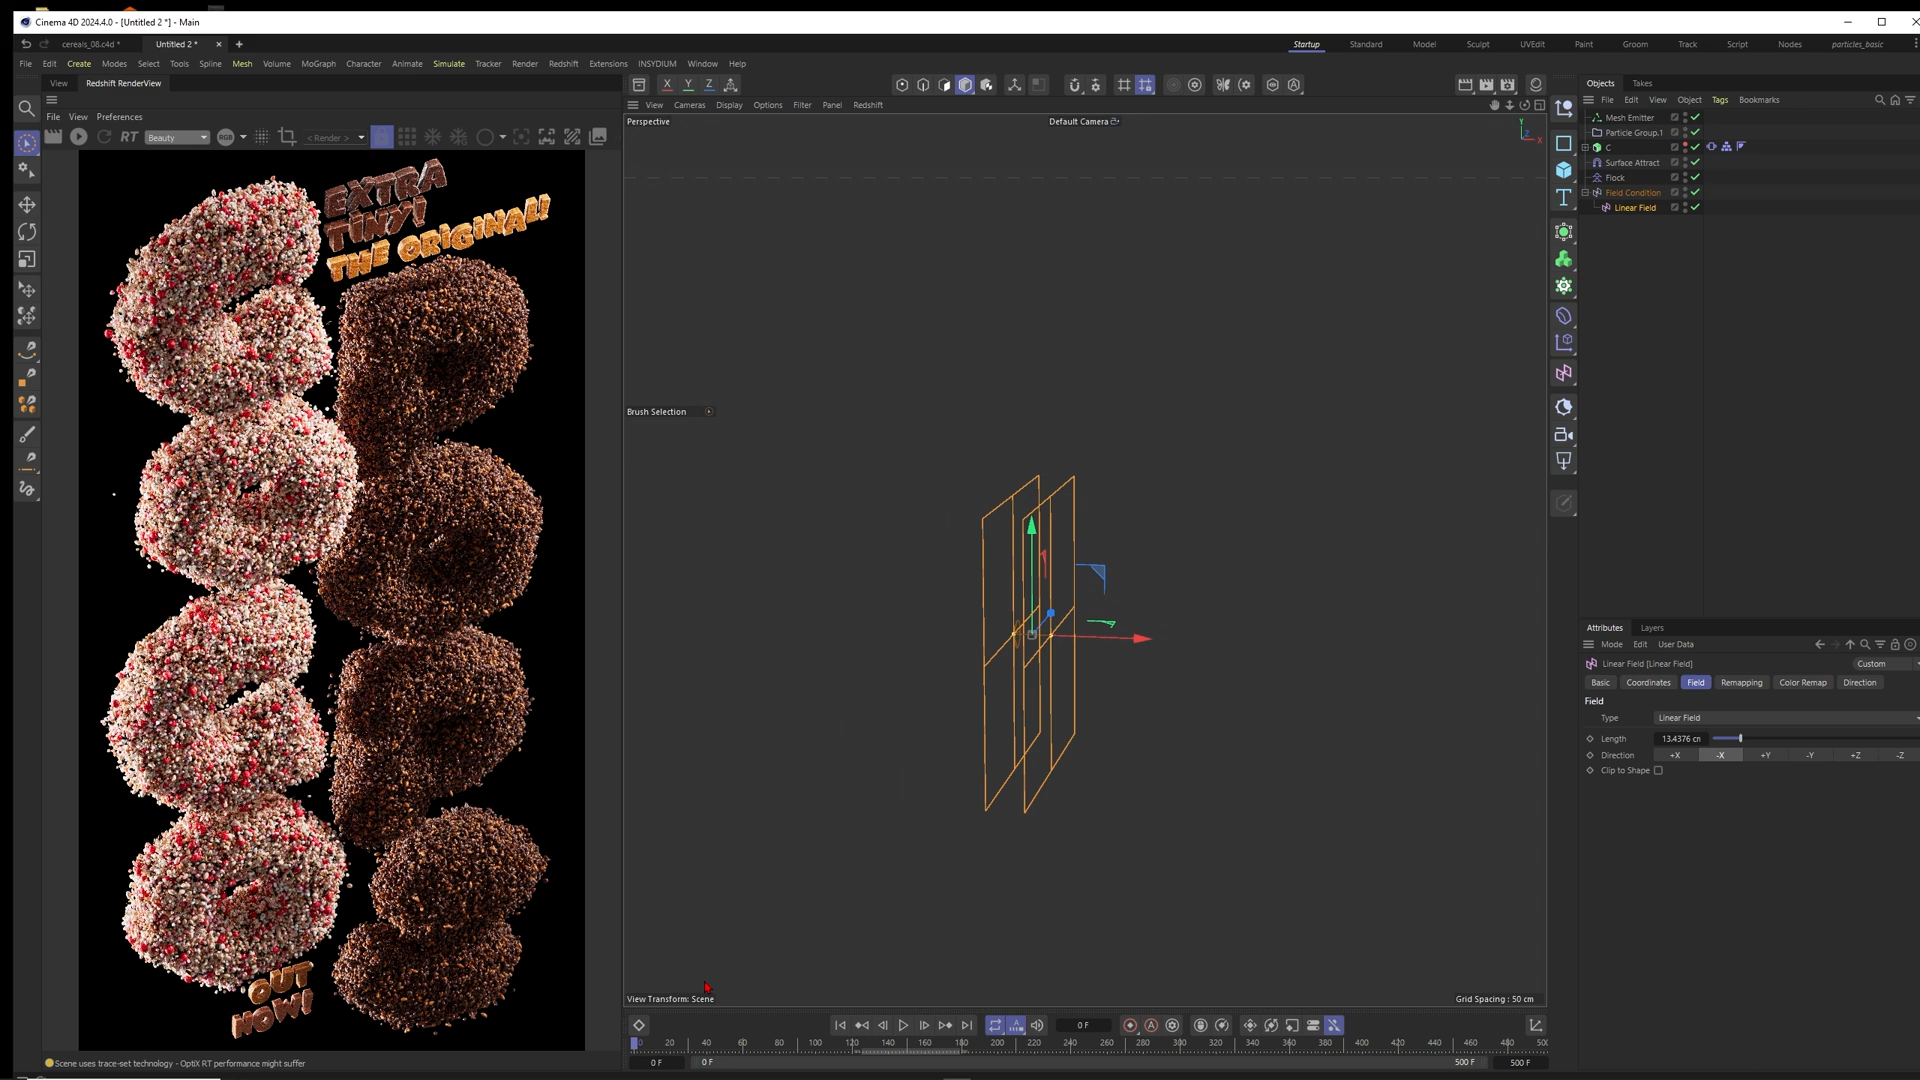 Cinema 4D 2024.4.0 - [Untitled 2 *] - Main
cereals_08.c4d *
Untitled 2 *
Startup
Standard
Model
Sculpt
UVEdit
Paint
Groom
Track
Script
Nodes
particles_basic
File
Edit
Create
Modes
Select
Tools
Spline
Mesh
Volume
MoGraph
Character
Animate
Simulate
Tracker
Render
Redshift
Extensions
INSYDIUM
Window
Help
View
Redshift RenderView
X
Y
Z
Objects
Takes
View
Cameras
Display
Options
Filter
Panel
Redshift
File
Edit
View
Object
Tags
Bookmarks
File
View
Preferences
RT
Beauty
RGB
< Render >
Perspective
Default Camera
Y
Z
X
Mesh Emitter
Particle Group.1
C
Surface Attract
Flock
Field Condition
Linear Field
EXTRA
TINY!
THE ORIGINAL!
Brush Selection
OUT
NOW!
Attributes
Layers
Mode
Edit
User Data
Linear Field [Linear Field]
Custom
Basic
Coordinates
Field
Remapping
Color Remap
Direction
Field
Type
Linear Field
Length
13.4376 cn
Direction
+X
-X
+Y
-Y
+Z
-Z
Clip to Shape
View Transform: Scene
Grid Spacing : 50 cm
0 F
20
40
60
80
100
120
140
160
180
200
220
240
260
280
300
320
340
360
380
400
420
440
460
480
0 F
0 F
500 F
500 F
Scene uses trace-set technology - OptiX RT performance might suffer